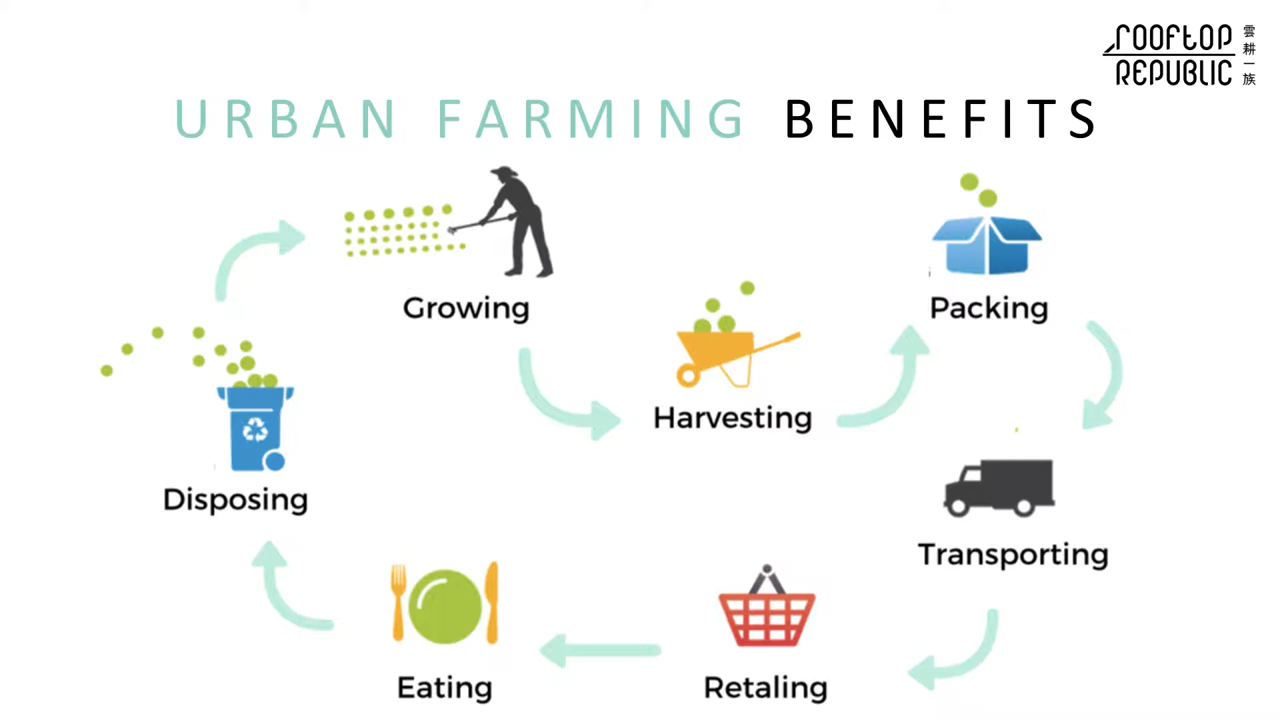 rooftop
REPUBLIC
雲耕一族
URBAN FARMING BENEFITS
Growing
Packing
Harvesting
Disposing
Transporting
Eating
Retaling